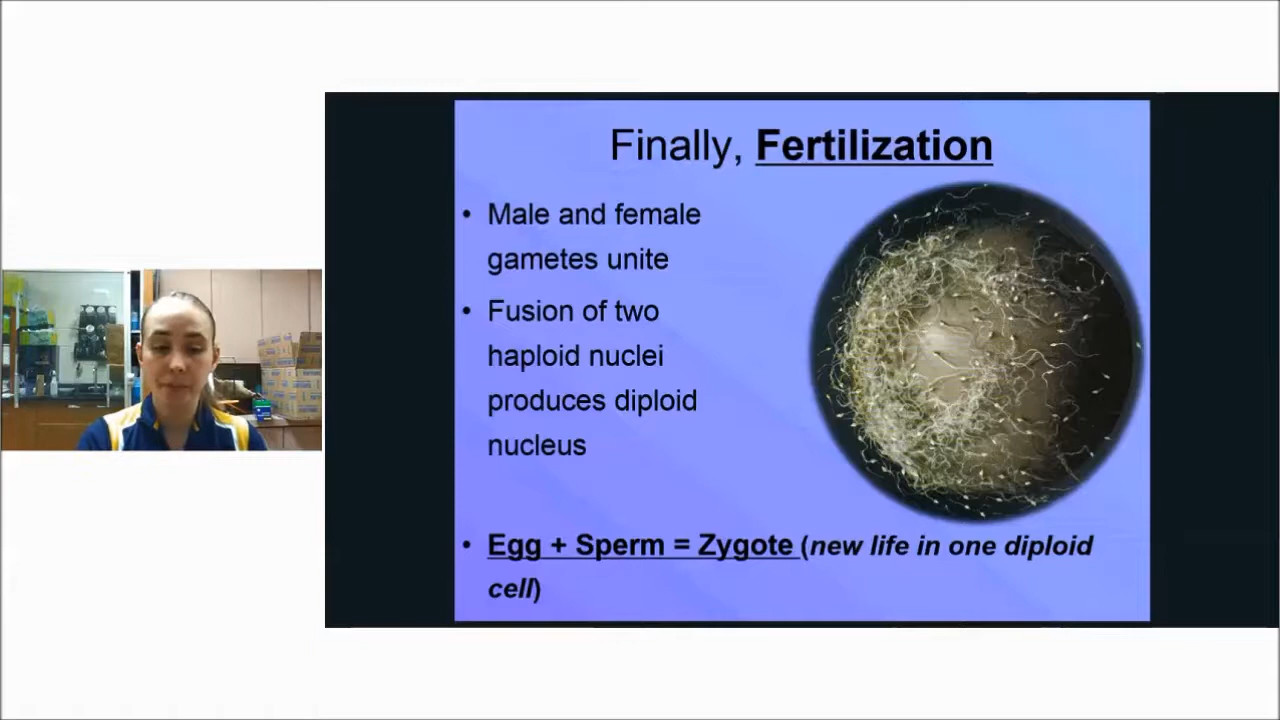 Finally, Fertilization
• Male and female
gametes unite
• Fusion of two
haploid nuclei
produces diploid
nucleus
• Egg + Sperm = Zygote (new life in one diploid
cell)